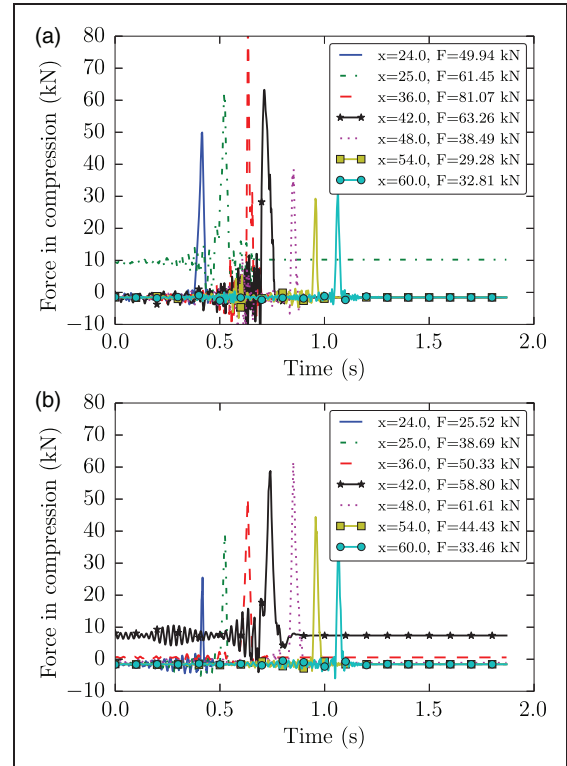 (a)
80
70
60
50
40
30
20
10
0
−10
Force in compression (kN)
x=24.0, F=49.94 kN
x=25.0, F=61.45 kN
x=36.0, F=81.07 kN
x=42.0, F=63.26 kN
x=48.0, F=38.49 kN
x=54.0, F=29.28 kN
x=60.0, F=32.81 kN
0.0 0.5 1.0 1.5 2.0
Time (s)
(b)
80
70
60
50
40
30
20
10
0
−10
Force in compression (kN)
x=24.0, F=25.52 kN
x=25.0, F=38.69 kN
x=36.0, F=50.33 kN
x=42.0, F=58.80 kN
x=48.0, F=61.61 kN
x=54.0, F=44.43 kN
x=60.0, F=33.46 kN
0.0 0.5 1.0 1.5 2.0
Time (s)